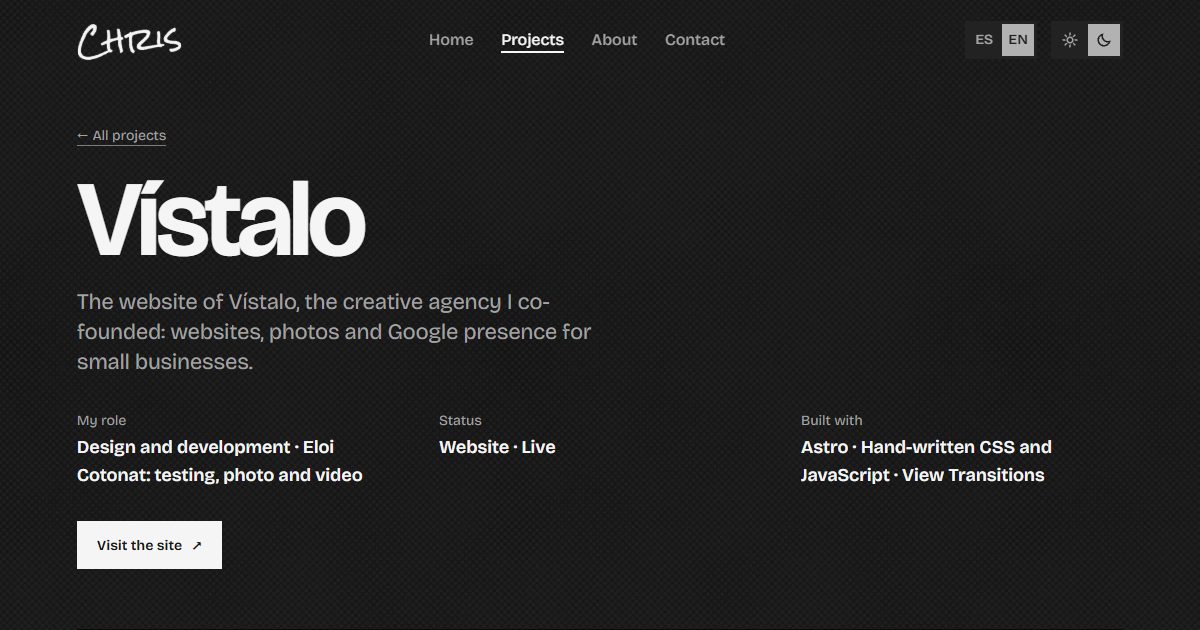 CHRIS
Home Projects About Contact
ES EN
← All projects
Vístalo
The website of Vístalo, the creative agency I co-
founded: websites, photos and Google presence for
small businesses.
My role
Design and development · Eloi
Cotonat: testing, photo and video
Status
Website · Live
Built with
Astro · Hand-written CSS and
JavaScript · View Transitions
Visit the site ↗